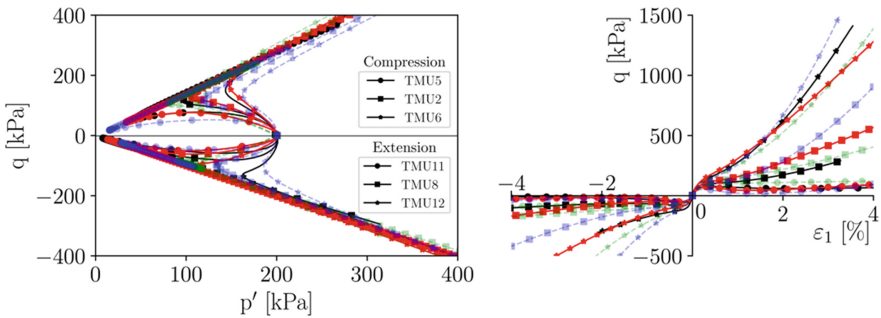 400
200
0
−200
−400
q [kPa]
0
100
200
300
400
p′ [kPa]
Compression
TMU5
TMU2
TMU6
Extension
TMU11
TMU8
TMU12
1500
1000
500
−500
q [kPa]
−4
−2
0
2
4
ε₁ [%]